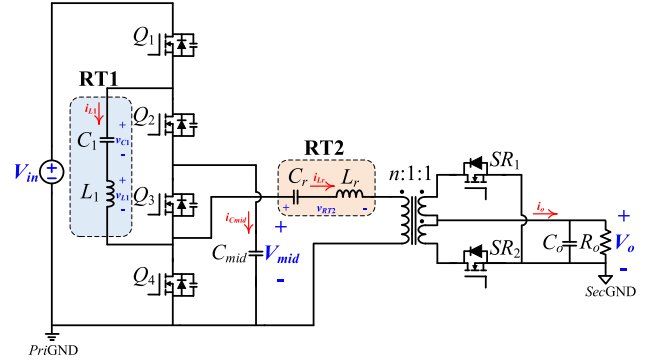 Q1
RT1
iL1
C1
+
vC1
-
Q2
RT2
n:1:1
SR1
Vin
L1
+
vL1
-
Q3
iCmid
Cr
iLr
Lr
+
vRT2
-
io
+
Cmid
+
Vmid
-
Co
Ro
Vo
-
SR2
Q4
SecGND
PriGND